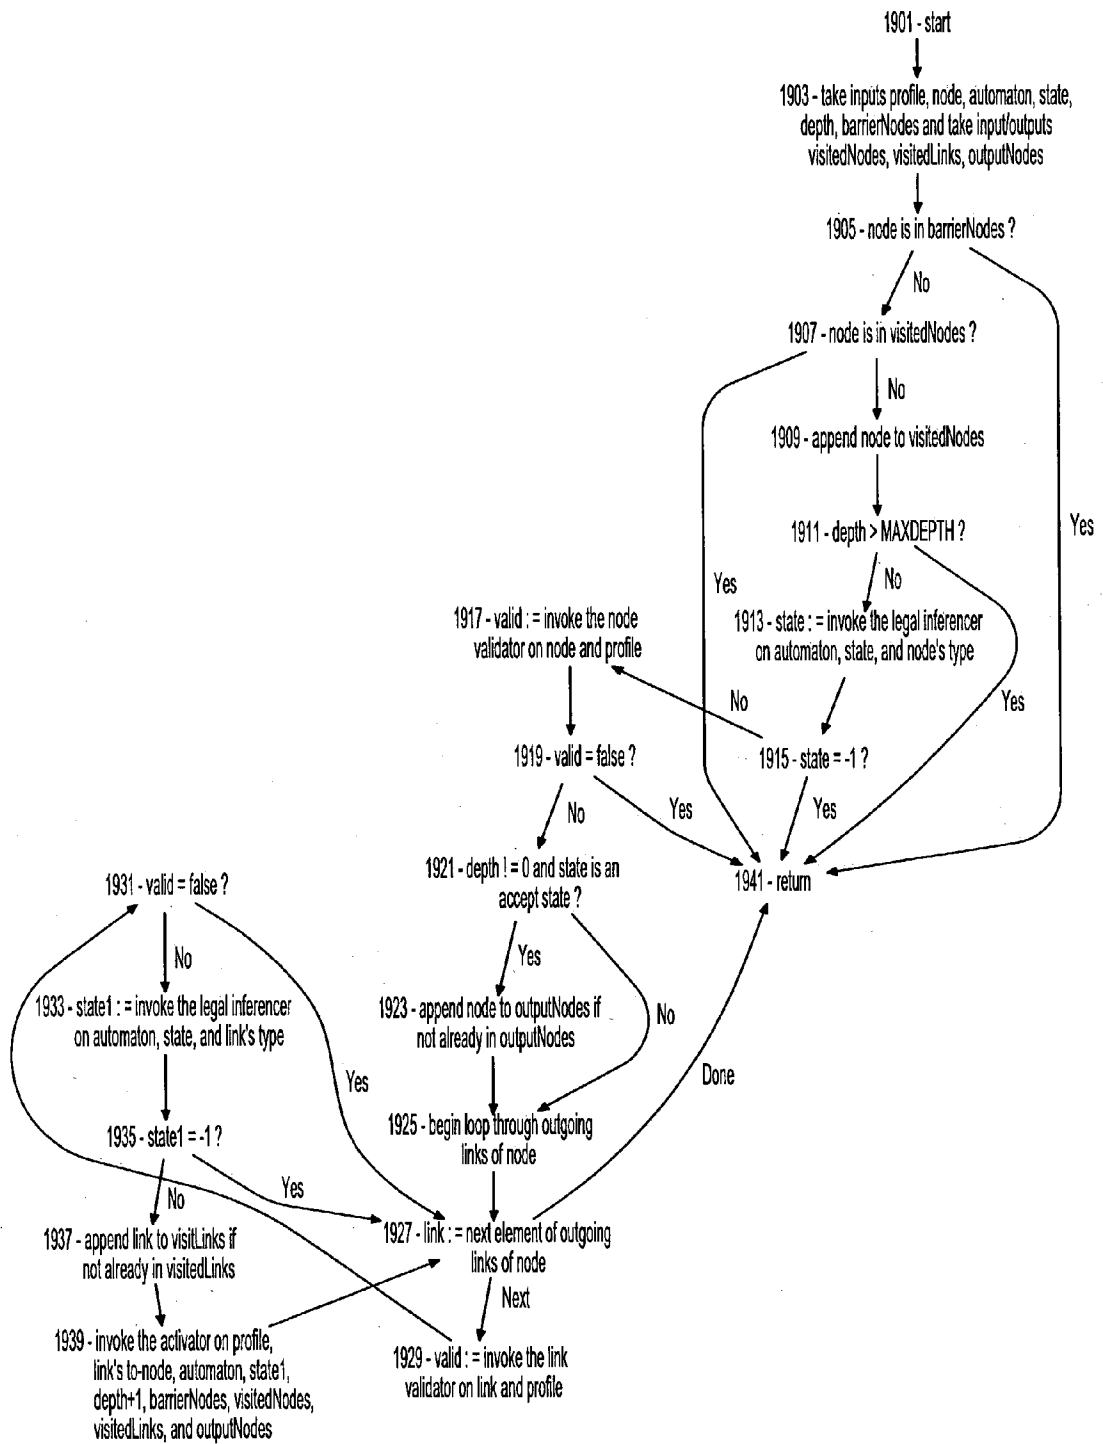 1901 - start
1903 - take inputs profile, node, automaton, state,
depth, barrierNodes and take input/outputs
visitedNodes, visitedLinks, outputNodes
1905 - node is in barrierNodes ?
No
1907 - node is in visitedNodes ?
No
1909 - append node to visitedNodes
Yes
1911 - depth > MAXDEPTH ?
No
Yes
1913 - state : = invoke the legal inferencer
on automaton, state, and node's type
Yes
1917 - valid : = invoke the node
validator on node and profile
No
1915 - state = -1 ?
Yes
1919 - valid = false ?
No
Yes
1941 - return
1921 - depth ! = 0 and state is an
accept state ?
Yes
No
1923 - append node to outputNodes if
not already in outputNodes
Done
1925 - begin loop through outgoing
links of node
1927 - link : = next element of outgoing
links of node
Next
1929 - valid : = invoke the link
validator on link and profile
1931 - valid = false ?
No
Yes
1933 - state1 : = invoke the legal inferencer
on automaton, state, and link's type
1935 - state1 = -1 ?
Yes
No
1937 - append link to visitLinks if
not already in visitedLinks
1939 - invoke the activator on profile,
link's to-node, automaton, state1,
depth+1, barrierNodes, visitedNodes,
visitedLinks, and outputNodes